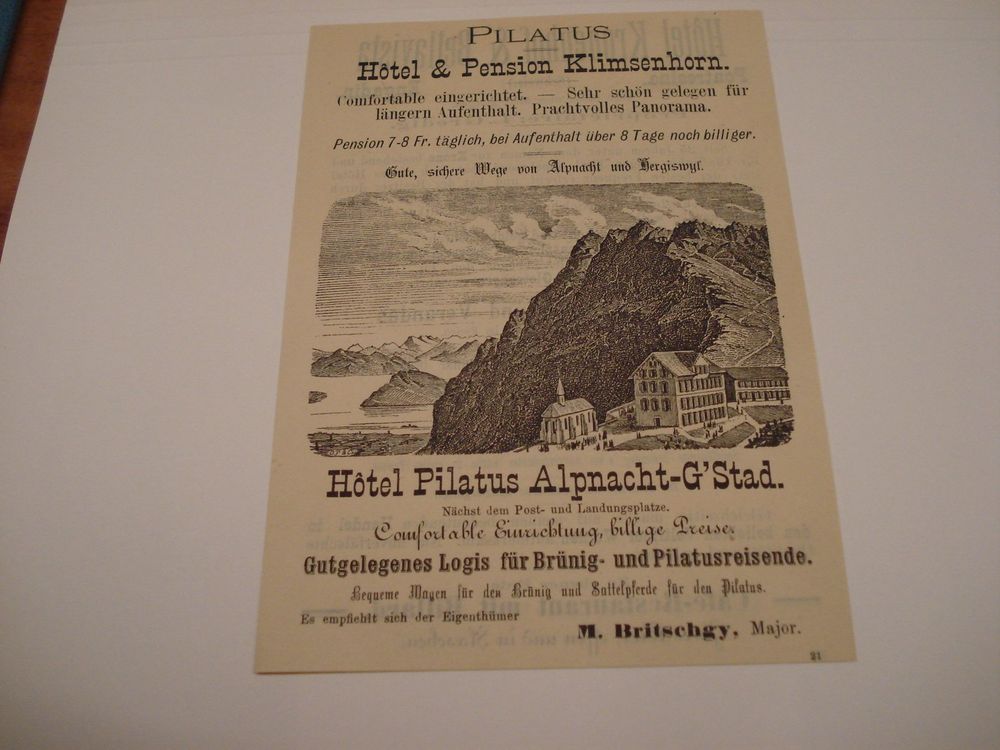 PILATUS
Hôtel & Pension Klimsenhorn.
Comfortable eingerichtet. — Sehr schön gelegen für
längern Aufenthalt. Prachtvolles Panorama.
Pension 7-8 Fr. täglich, bei Aufenthalt über 8 Tage noch billiger.
Gute, sichere Wege von Alpnacht und Hergiswyl.
Hôtel Pilatus Alpnacht-G'Stad.
Nächst dem Post- und Landungsplatze.
Comfortable Einrichtung, billige Preise.
Gutgelegenes Logis für Brünig- und Pilatusreisende.
Bequeme Wagen für den Brünig und Sattelpferde für den Pilatus.
Es empfiehlt sich der Eigenthümer
M. Britschgy, Major.
21